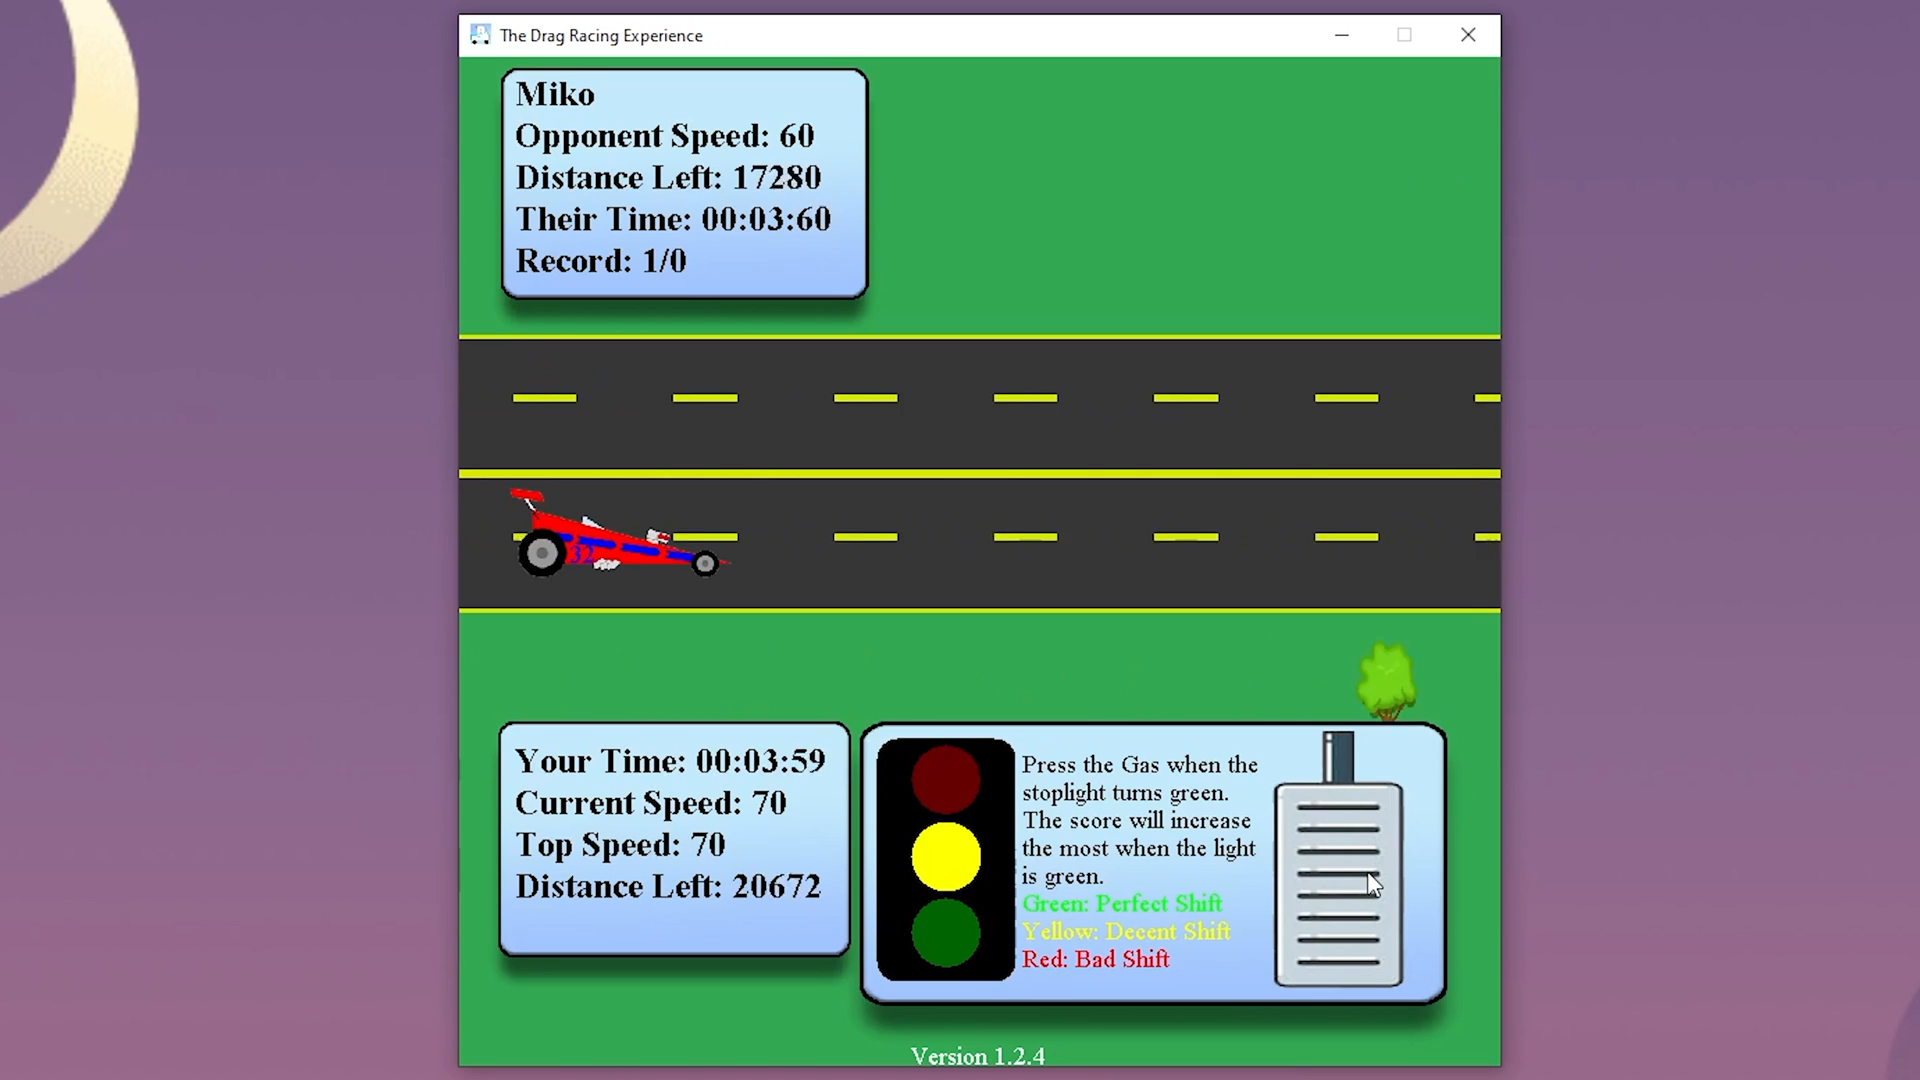 The Drag Racing Experience
Miko
Opponent Speed: 60
Distance Left: 17280
Their Time: 00:03:60
Record: 1/0
32
Your Time: 00:03:59
Current Speed: 70
Top Speed: 70
Distance Left: 20672
Press the Gas when the
stoplight turns green.
The score will increase
the most when the light
is green.
Green: Perfect Shift
Yellow: Decent Shift
Red: Bad Shift
Version 1.2.4